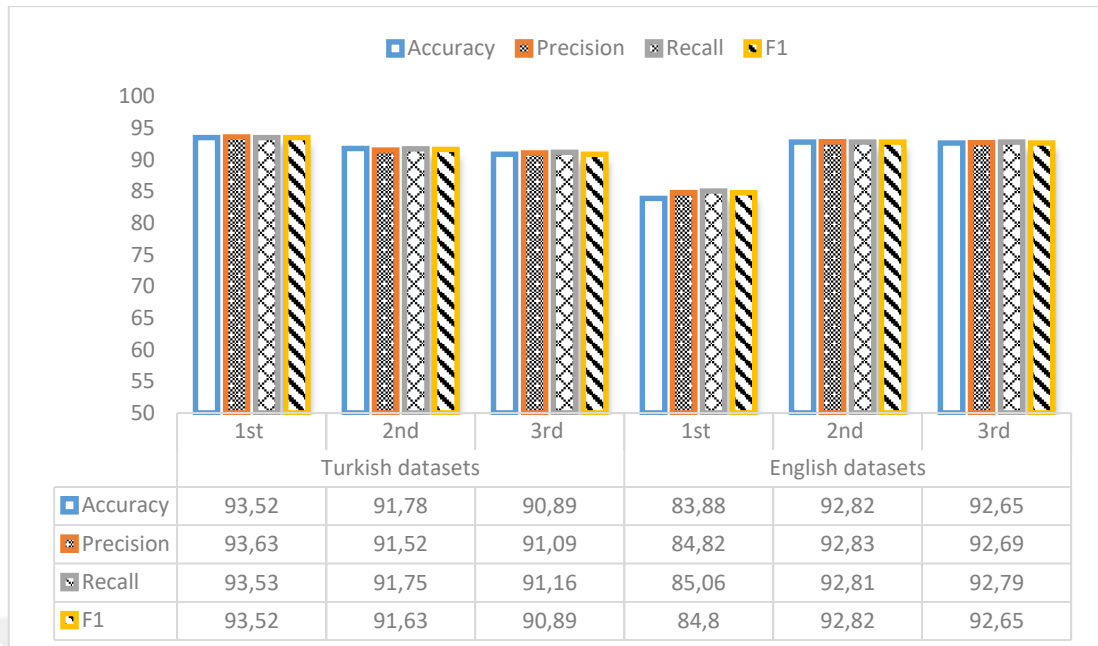 Accuracy Precision Recall F1
100
95
90
85
80
75
70
65
60
55
50
1st 2nd 3rd 1st 2nd 3rd
Turkish datasets English datasets
Accuracy 93,52 91,78 90,89 83,88 92,82 92,65
Precision 93,63 91,52 91,09 84,82 92,83 92,69
Recall 93,53 91,75 91,16 85,06 92,81 92,79
F1 93,52 91,63 90,89 84,8 92,82 92,65